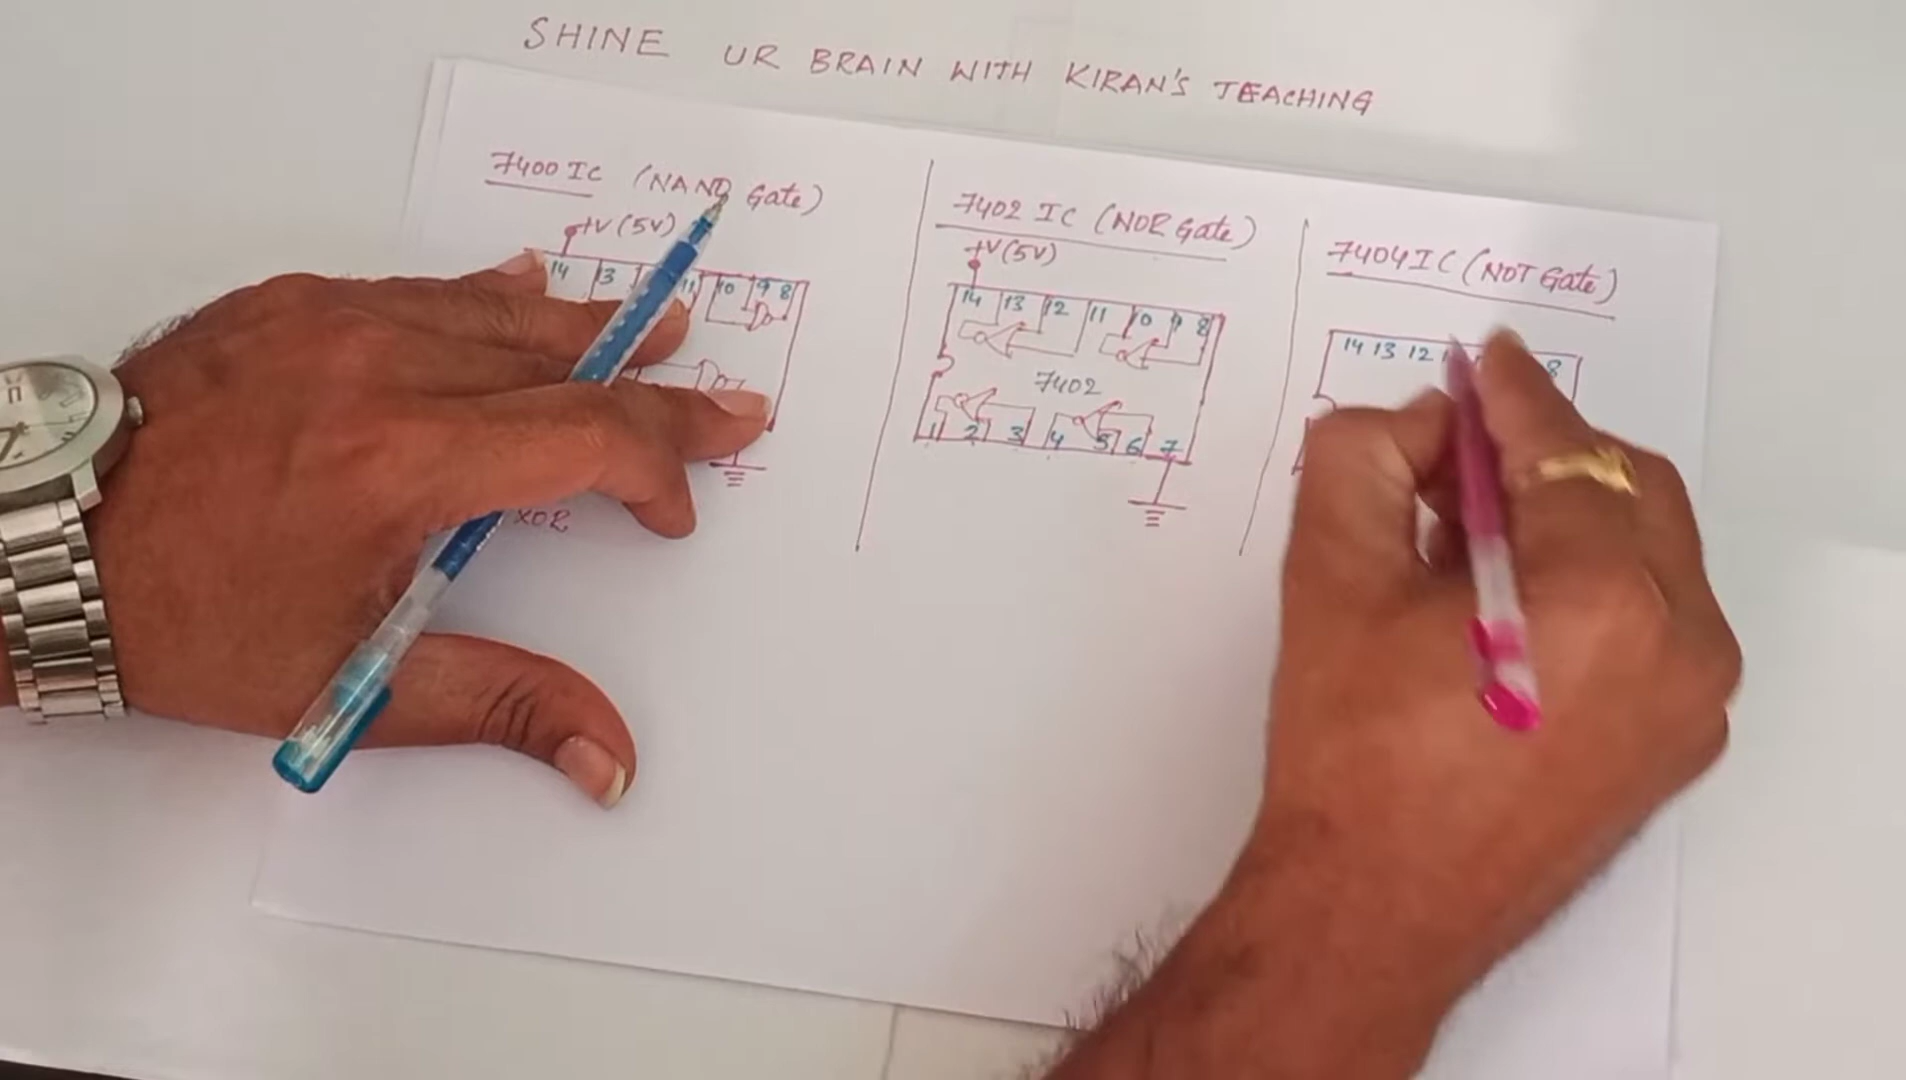 SHINE UR BRAIN WITH KIRAN'S TEACHING
7400 IC (NAND Gate)
+V (5V)
14 13 11 10 9 8
XOR
7402 IC (NOR Gate)
+V (5V)
14 13 12 11 10 9 8
7402
1 2 3 4 5 6 7
7404 IC (NOT Gate)
14 13 12 8